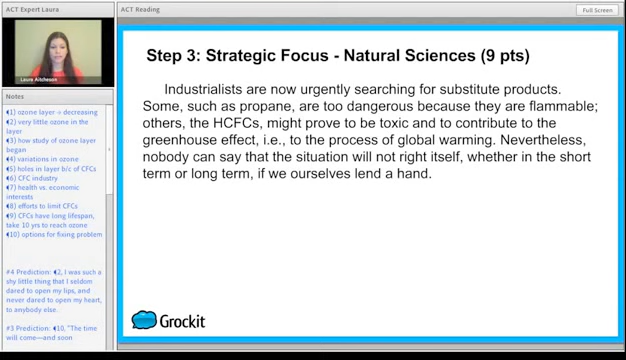 ACT Expert Laura
ACT Reading
Full Screen
Laura Aitcheson
Notes
(1) ozone layer → decreasing
(2) very little ozone in the
layer
(3) how study of ozone layer
began
(4) variations in ozone
(5) holes in layer b/c of CFCs
(6) CFC industry
(7) health vs. economic
interests
(8) efforts to limit CFCs
(9) CFCs have long lifespan,
take 10 yrs to reach ozone
(10) options for fixing problem
#4 Prediction: ¶2, I was such a
shy little thing that I seldom
dared to open my lips, and
never dared to open my heart, to
anybody else.
#3 Prediction: ¶10, "The time
will come—and soon
Step 3: Strategic Focus - Natural Sciences (9 pts)
Industrialists are now urgently searching for substitute products.
Some, such as propane, are too dangerous because they are flammable;
others, the HCFCs, might prove to be toxic and to contribute to the
greenhouse effect, i.e., to the process of global warming. Nevertheless,
nobody can say that the situation will not right itself, whether in the short
term or long term, if we ourselves lend a hand.
Grockit